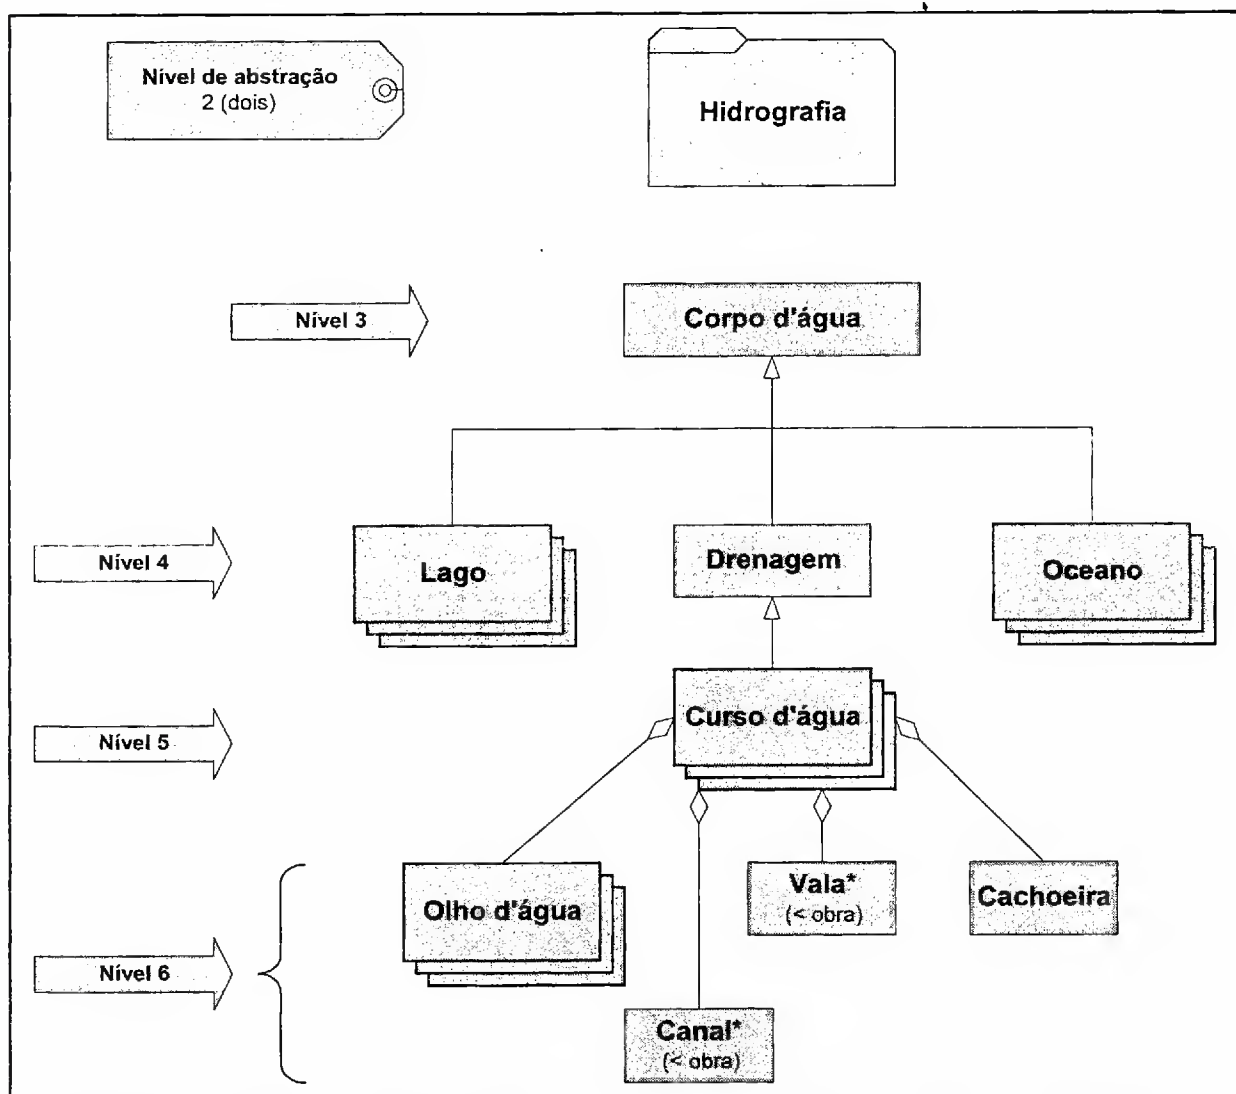 Nível de abstração
2 (dois)
Hidrografia
Nível 3
Corpo d'água
Nível 4
Lago
Drenagem
Oceano
Nível 5
Curso d'água
Olho d'água
Vala*
(< obra)
Cachoeira
Nível 6
Canal*
(< obra)